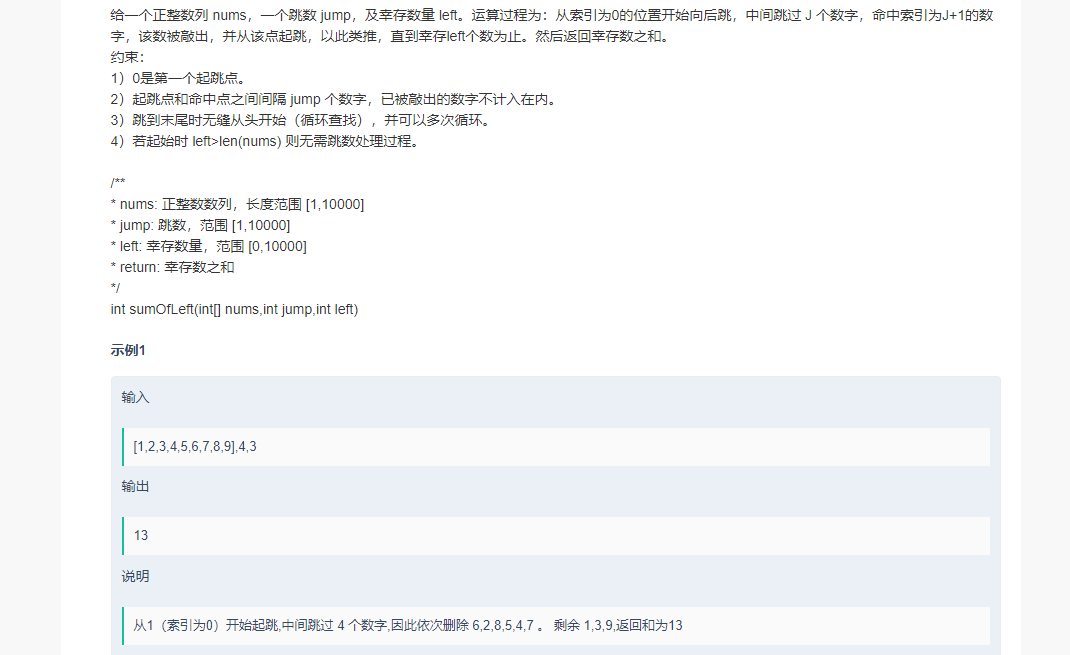 给一个正整数列 nums，一个跳数 jump，及幸存数量 left。运算过程为：从索引为0的位置开始向后跳，中间跳过 J 个数字，命中索引为J+1的数
字，该数被敲出，并从该点起跳，以此类推，直到幸存left个数为止。然后返回幸存数之和。
约束：
1）0是第一个起跳点。
2）起跳点和命中点之间间隔 jump 个数字，已被敲出的数字不计入在内。
3）跳到末尾时无缝从头开始（循环查找），并可以多次循环。
4）若起始时 left>len(nums) 则无需跳数处理过程。
/**
* nums: 正整数数列，长度范围 [1,10000]
* jump: 跳数，范围 [1,10000]
* left: 幸存数量，范围 [0,10000]
* return: 幸存数之和
*/
int sumOfLeft(int[] nums,int jump,int left)
示例1
输入
[1,2,3,4,5,6,7,8,9],4,3
输出
13
说明
从1（索引为0）开始起跳,中间跳过 4 个数字,因此依次删除 6,2,8,5,4,7 。 剩余 1,3,9,返回和为13